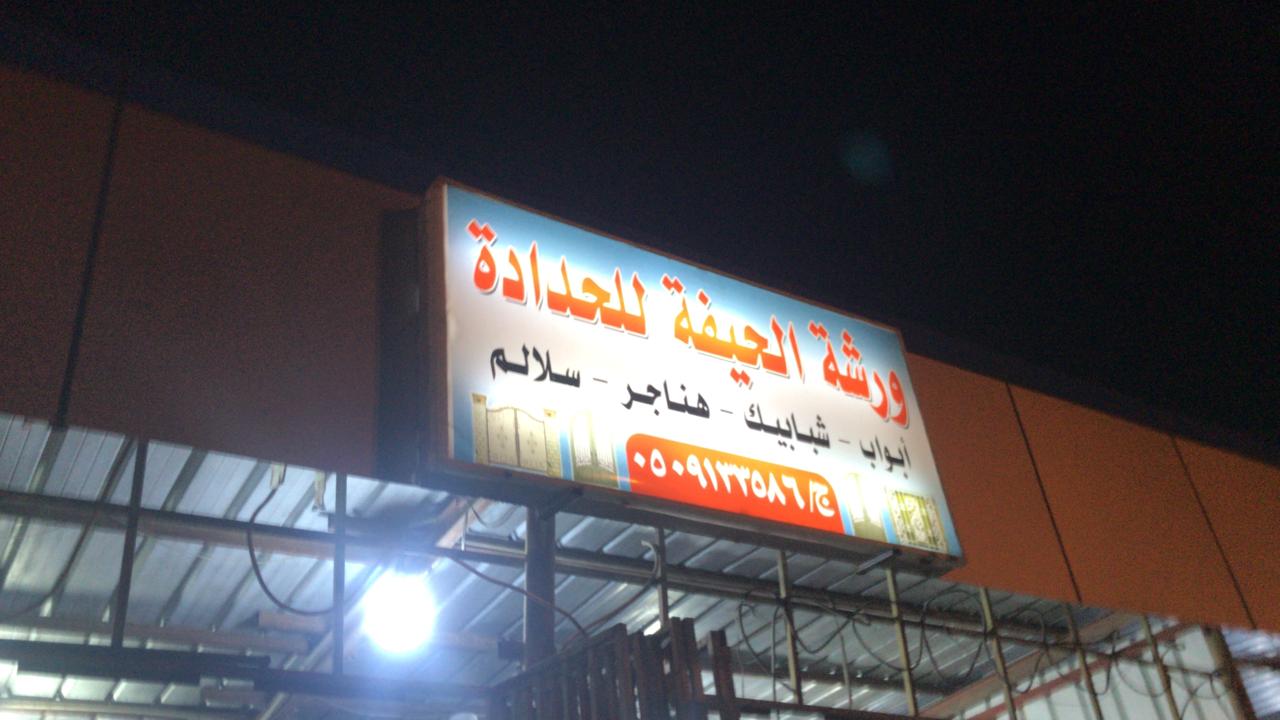 ورشة الحيفة للحدادة
أبواب - شبابيك - هناجر - سلالم
ج/ ٠٥٠٩١٣٣٥٨٦